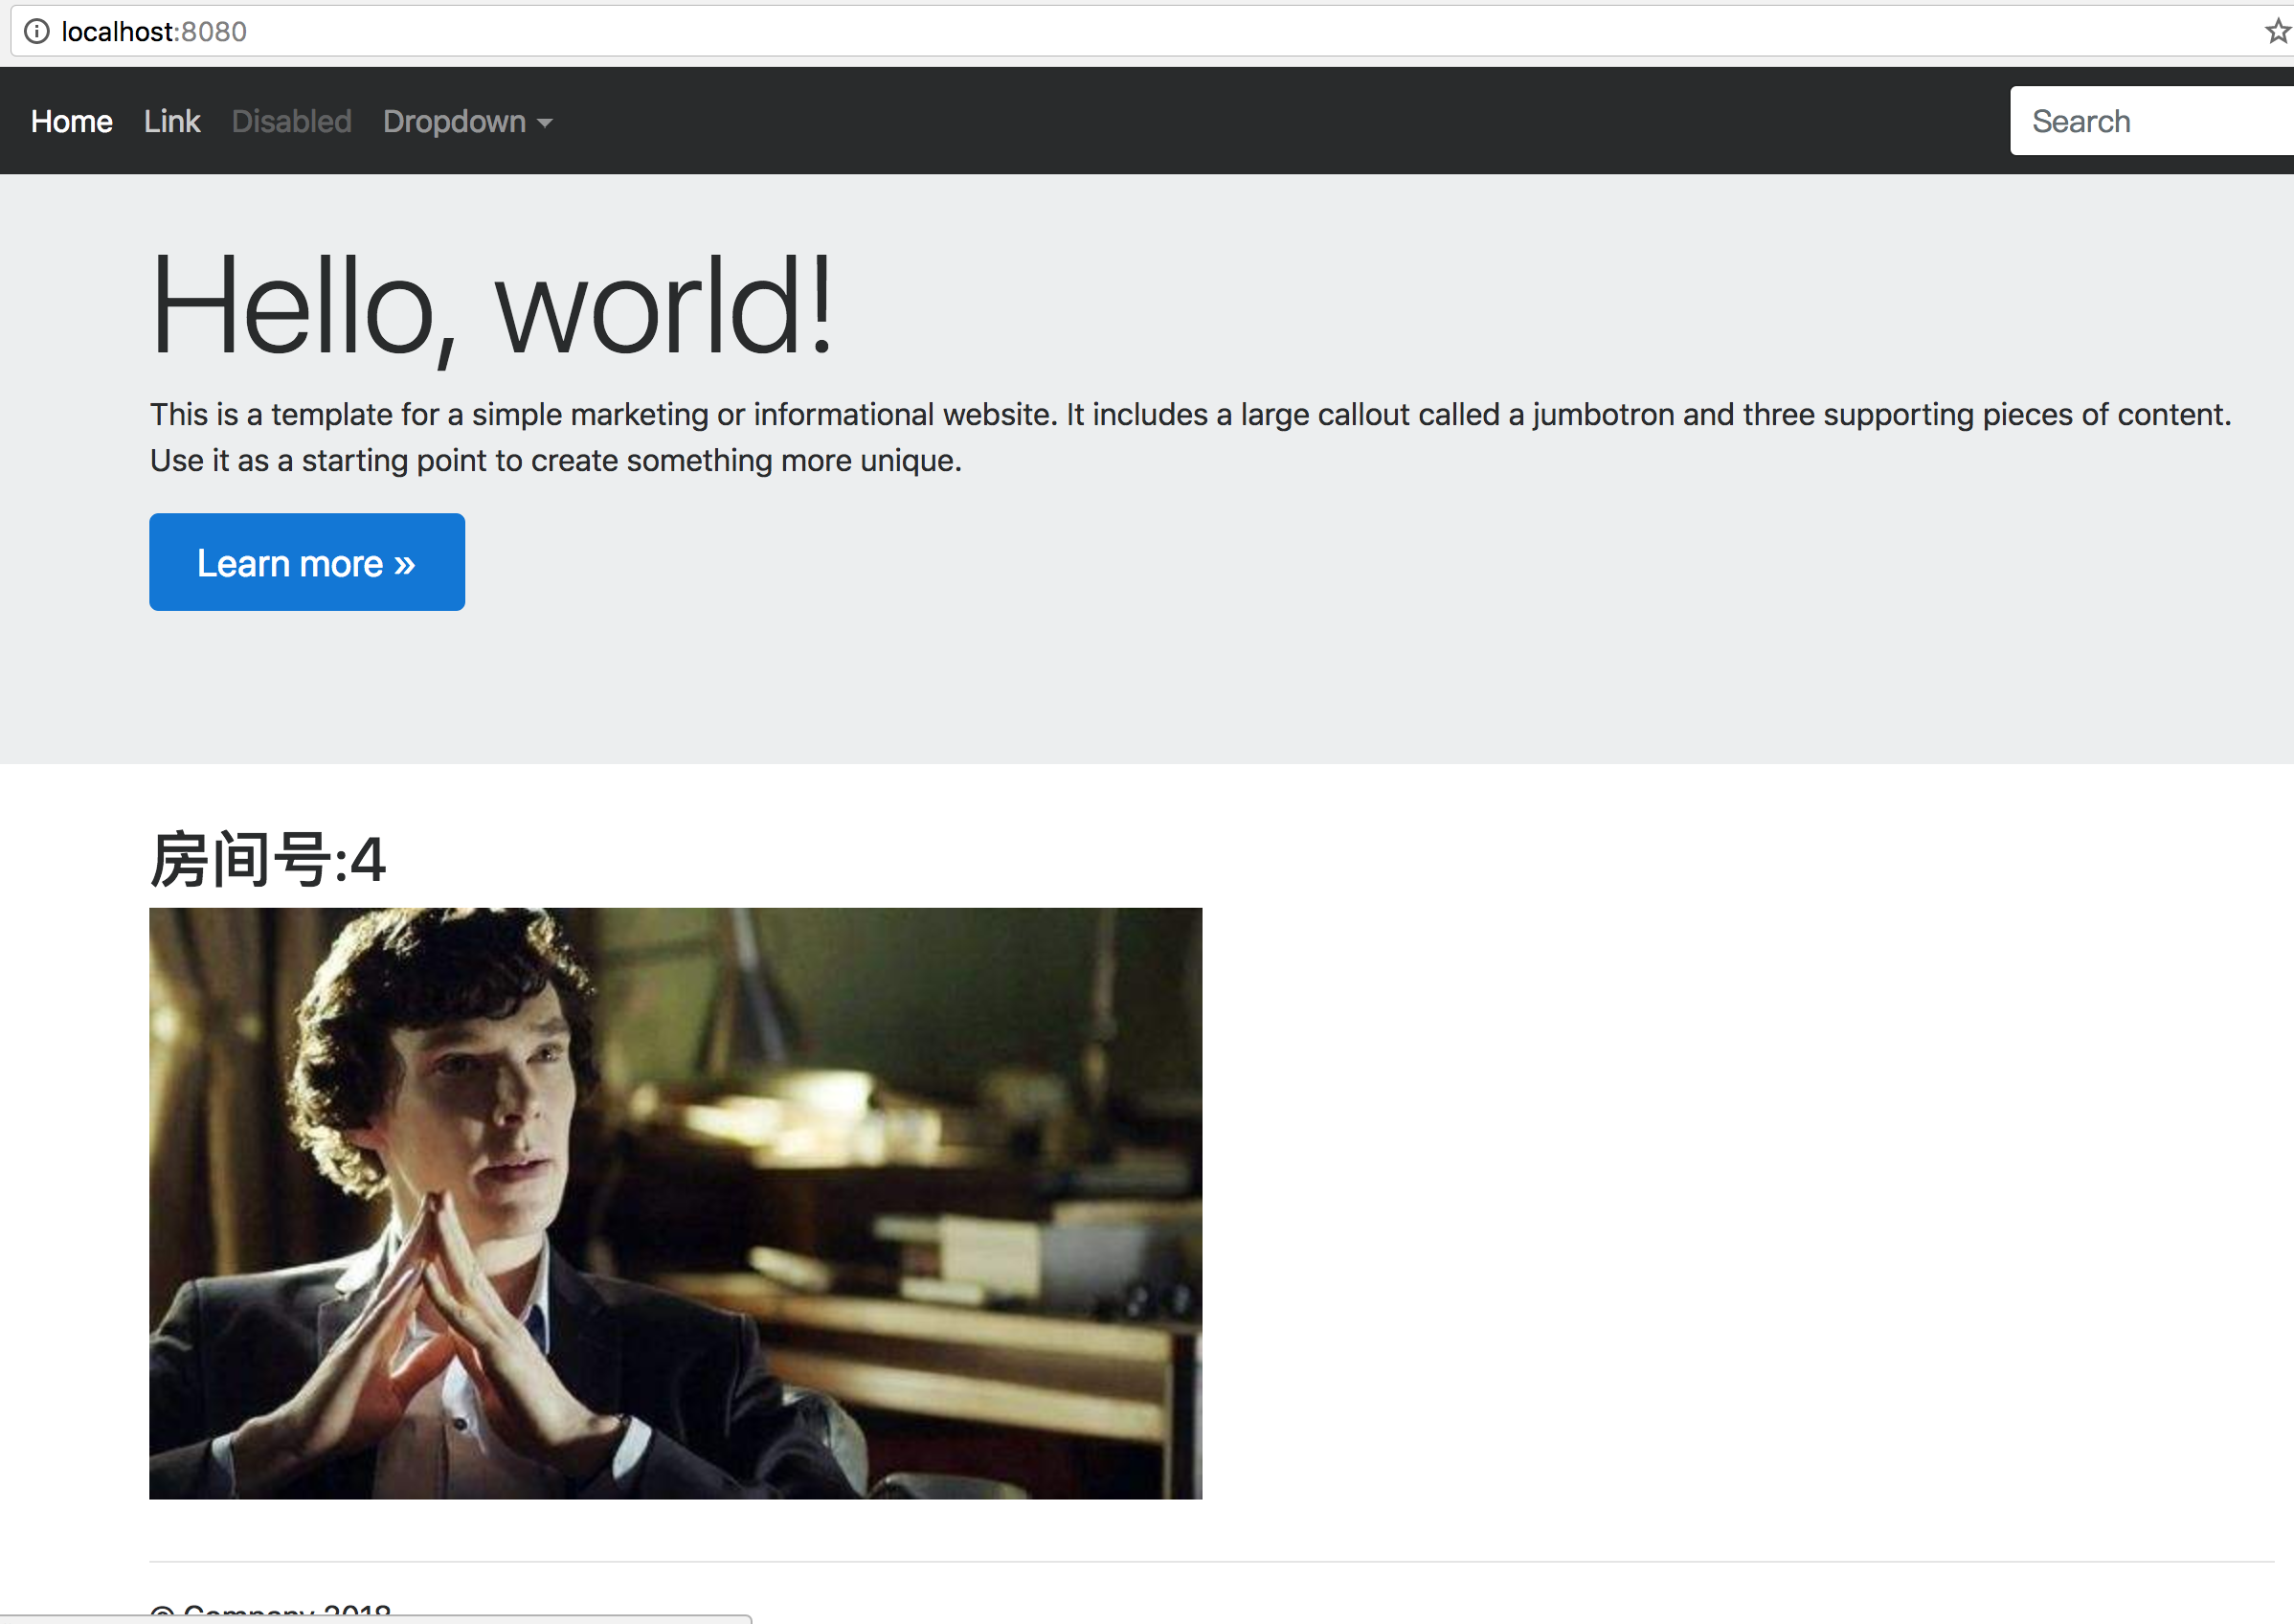 localhost:8080
Home Link Disabled Dropdown Search
Hello, world!
This is a template for a simple marketing or informational website. It includes a large callout called a jumbotron and three supporting pieces of content.
Use it as a starting point to create something more unique.
Learn more »
房间号:4
© Company 2018